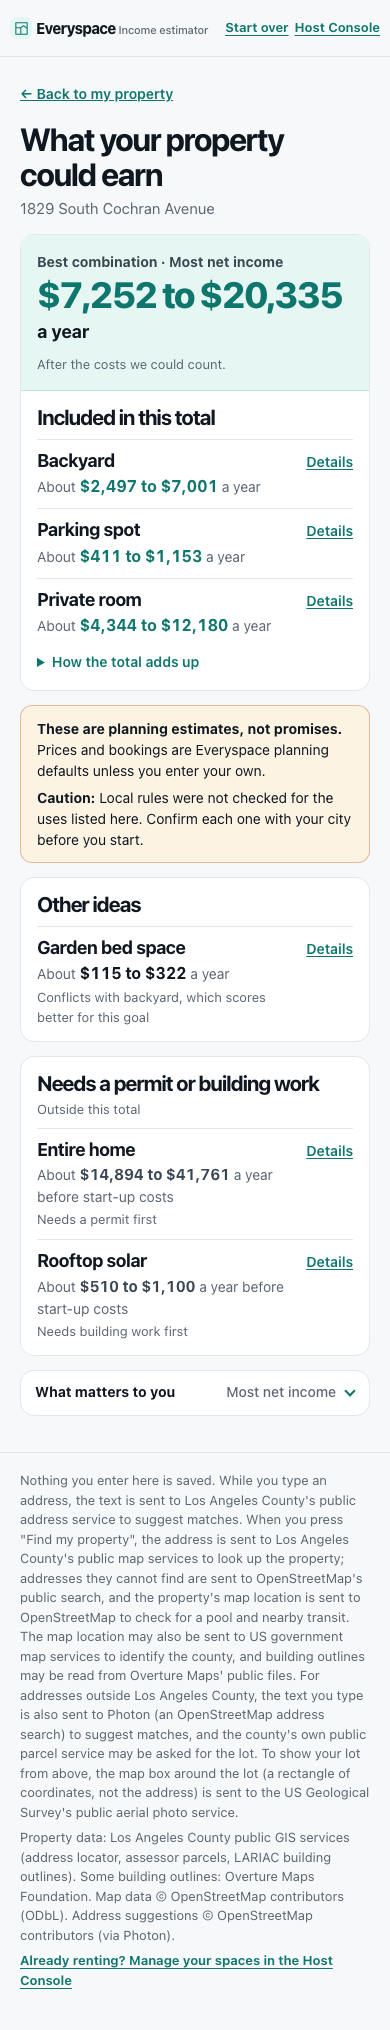 Everyspace Income estimator Start over Host Console
← Back to my property
What your property
could earn
1829 South Cochran Avenue
Best combination · Most net income
$7,252 to $20,335
a year
After the costs we could count.
Included in this total
Backyard Details
About $2,497 to $7,001 a year
Parking spot Details
About $411 to $1,153 a year
Private room Details
About $4,344 to $12,180 a year
▶ How the total adds up
These are planning estimates, not promises.
Prices and bookings are Everyspace planning
defaults unless you enter your own.
Caution: Local rules were not checked for the
uses listed here. Confirm each one with your city
before you start.
Other ideas
Garden bed space Details
About $115 to $322 a year
Conflicts with backyard, which scores
better for this goal
Needs a permit or building work
Outside this total
Entire home Details
About $14,894 to $41,761 a year
before start-up costs
Needs a permit first
Rooftop solar Details
About $510 to $1,100 a year before
start-up costs
Needs building work first
What matters to you Most net income
Nothing you enter here is saved. While you type an
address, the text is sent to Los Angeles County's public
address service to suggest matches. When you press
"Find my property", the address is sent to Los Angeles
County's public map services to look up the property;
addresses they cannot find are sent to OpenStreetMap's
public search, and the property's map location is sent to
OpenStreetMap to check for a pool and nearby transit.
The map location may also be sent to US government
map services to identify the county, and building outlines
may be read from Overture Maps' public files. For
addresses outside Los Angeles County, the text you type
is also sent to Photon (an OpenStreetMap address
search) to suggest matches, and the county's own public
parcel service may be asked for the lot. To show your lot
from above, the map box around the lot (a rectangle of
coordinates, not the address) is sent to the US Geological
Survey's public aerial photo service.
Property data: Los Angeles County public GIS services
(address locator, assessor parcels, LARIAC building
outlines). Some building outlines: Overture Maps
Foundation. Map data © OpenStreetMap contributors
(ODbL). Address suggestions © OpenStreetMap
contributors (via Photon).
Already renting? Manage your spaces in the Host
Console